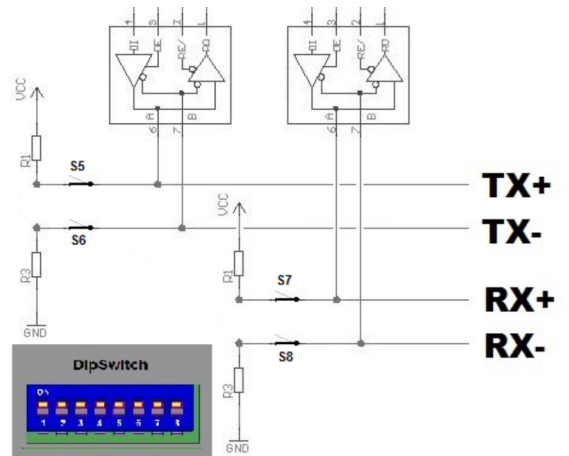 4 3 2 1
4 3 2 1
DI DE RE/ RO
DI DE RE/ RO
A B
A B
6 7
6 7
VCC
R1
S5
TX+
S6
TX-
VCC
R3
R1
S7
RX+
GND
S8
RX-
DipSwitch
ON
1 2 3 4 5 6 7 8
R3
GND